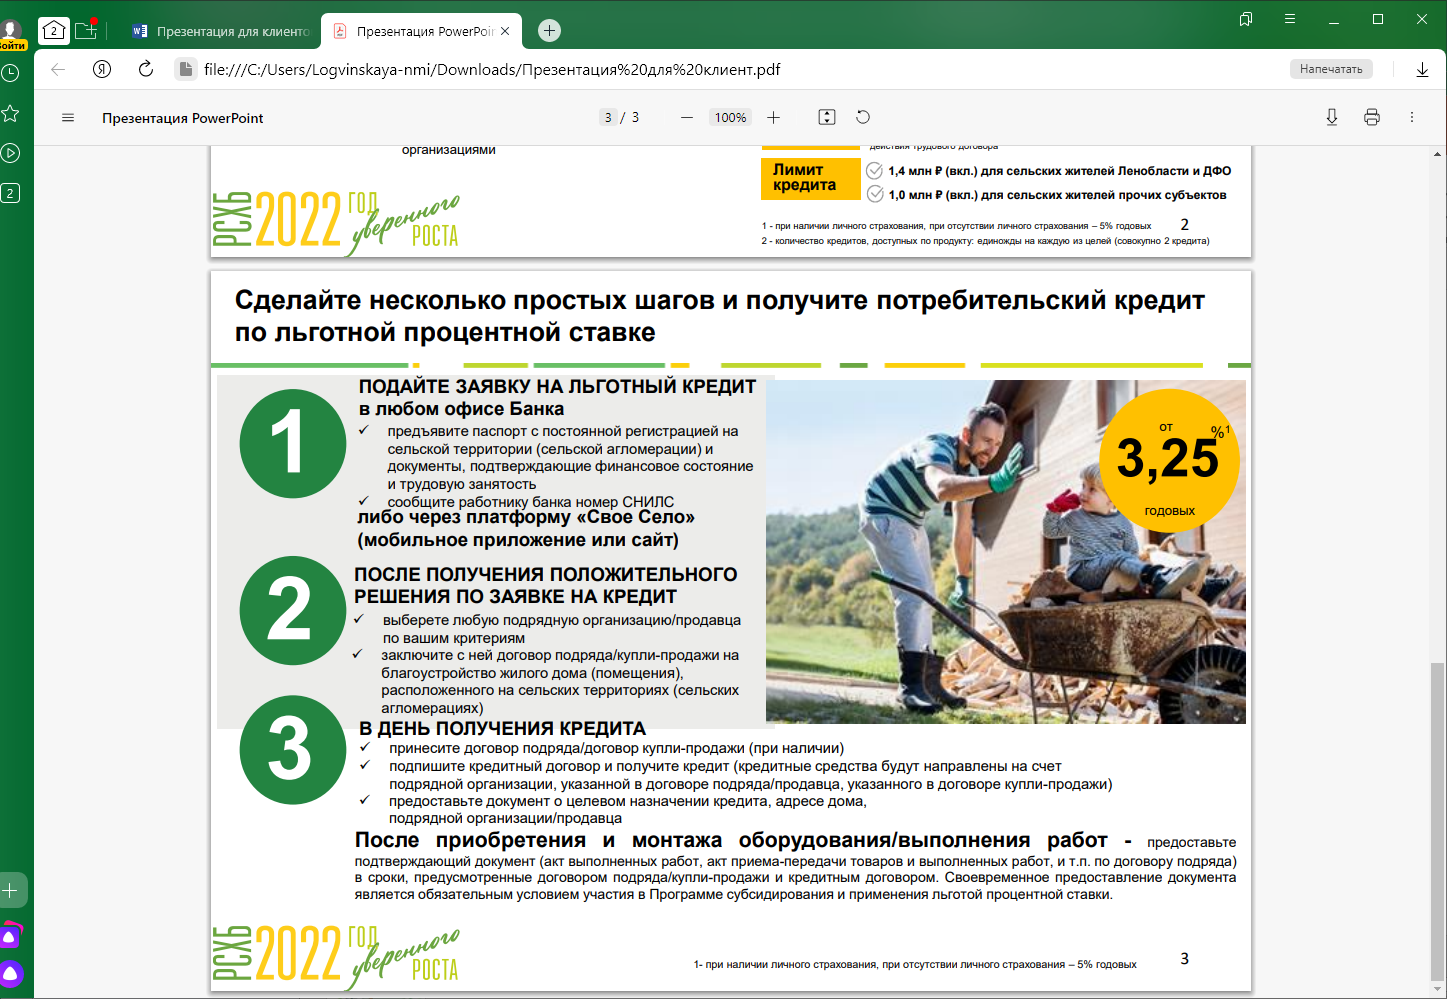 2
Презентация для клиенто
Презентация PowerPoin
Войти
file:///C:/Users/Logvinskaya-nmi/Downloads/Презентация%20для%20клиент.pdf
Напечатать
Презентация PowerPoint
3 / 3
100%
2
организациями
действия трудового договора
Лимит кредита
1,4 млн ₽ (вкл.) для сельских жителей Ленобласти и ДФО
1,0 млн ₽ (вкл.) для сельских жителей прочих субъектов
РСХБ 2022 ГОД уверенного РОСТА
1 - при наличии личного страхования, при отсутствии личного страхования – 5% годовых
2
2 - количество кредитов, доступных по продукту: единожды на каждую из целей (совокупно 2 кредита)
Сделайте несколько простых шагов и получите потребительский кредит
по льготной процентной ставке
1
ПОДАЙТЕ ЗАЯВКУ НА ЛЬГОТНЫЙ КРЕДИТ
в любом офисе Банка
предъявите паспорт с постоянной регистрацией на
сельской территории (сельской агломерации) и
документы, подтверждающие финансовое состояние
и трудовую занятость
сообщите работнику банка номер СНИЛС
либо через платформу «Свое Село»
(мобильное приложение или сайт)
от
3,25 %1
годовых
2
ПОСЛЕ ПОЛУЧЕНИЯ ПОЛОЖИТЕЛЬНОГО
РЕШЕНИЯ ПО ЗАЯВКЕ НА КРЕДИТ
выберете любую подрядную организацию/продавца
по вашим критериям
заключите с ней договор подряда/купли-продажи на
благоустройство жилого дома (помещения),
расположенного на сельских территориях (сельских
агломерациях)
3
В ДЕНЬ ПОЛУЧЕНИЯ КРЕДИТА
принесите договор подряда/договор купли-продажи (при наличии)
подпишите кредитный договор и получите кредит (кредитные средства будут направлены на счет
подрядной организации, указанной в договоре подряда/продавца, указанного в договоре купли-продажи)
предоставьте документ о целевом назначении кредита, адресе дома,
подрядной организации/продавца
После приобретения и монтажа оборудования/выполнения работ - предоставьте
подтверждающий документ (акт выполненных работ, акт приема-передачи товаров и выполненных работ, и т.п. по договору подряда)
в сроки, предусмотренные договором подряда/купли-продажи и кредитным договором. Своевременное предоставление документа
является обязательным условием участия в Программе субсидирования и применения льготой процентной ставки.
РСХБ 2022 ГОД уверенного РОСТА
1- при наличии личного страхования, при отсутствии личного страхования – 5% годовых
3